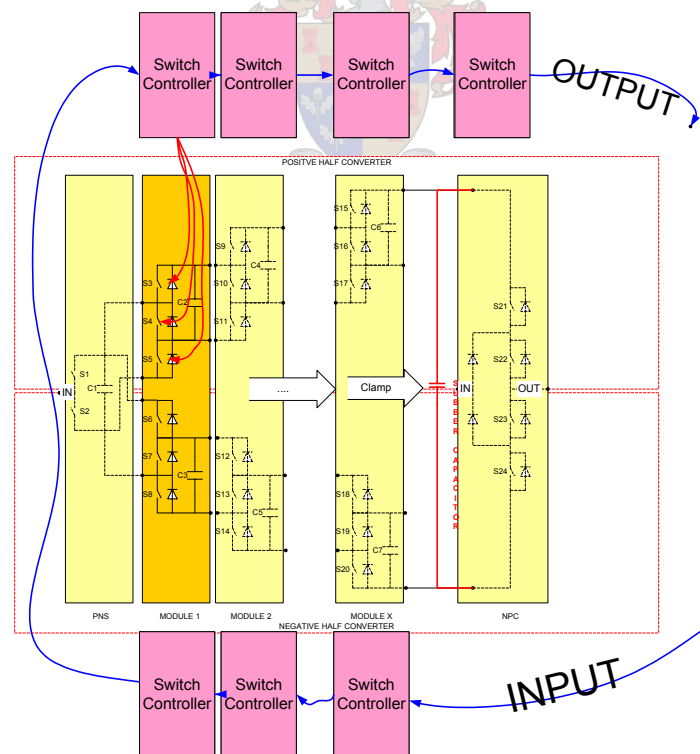 Switch
Controller
Switch
Controller
Switch
Controller
Switch
Controller
OUTPUT
POSITVE HALF CONVERTER
S15
S9
C6
S16
C4
S3
S10
S17
C2
S4
S11
S21
S5
S22
S1
C1
IN
....
Clamp
IN
OUT
S2
S6
S23
S7
S12
S24
C3
S8
S13
S18
C5
S14
S19
C7
S20
CAPACITOR
PNS
MODULE 1
MODULE 2
MODULE X
NPC
NEGATIVE HALF CONVERTER
Switch
Controller
Switch
Controller
Switch
Controller
INPUT